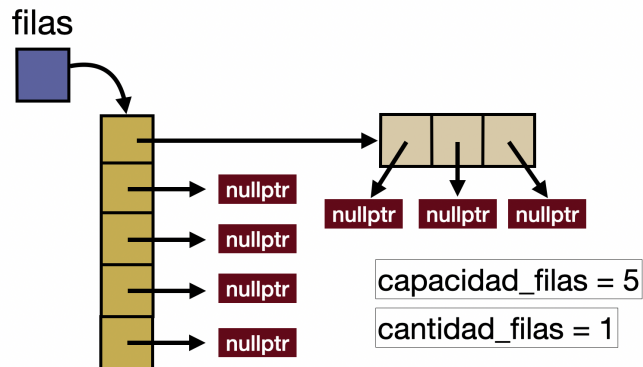 filas
nullptr
nullptr
nullptr
nullptr
nullptr
nullptr
nullptr
capacidad_filas = 5
cantidad_filas = 1